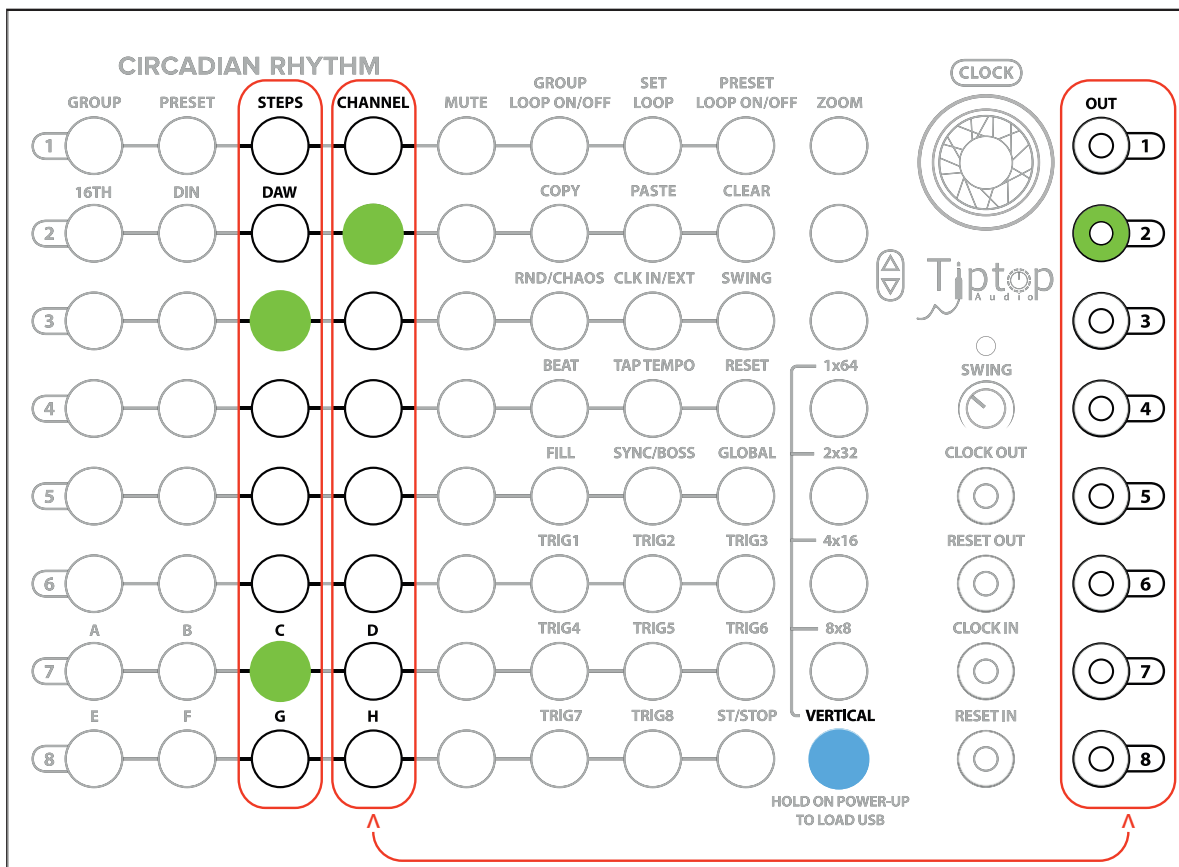 CIRCADIAN RHYTHM
CLOCK
GROUP PRESET STEPS CHANNEL MUTE GROUP LOOP ON/OFF SET LOOP PRESET LOOP ON/OFF ZOOM OUT
1 1
16TH DIN DAW COPY PASTE CLEAR
2 2
RND/CHAOS CLK IN/EXT SWING
Tiptop
Audio
3 3
BEAT TAP TEMPO RESET 1x64 SWING
4 4
FILL SYNC/BOSS GLOBAL 2x32 CLOCK OUT
5 5
TRIG1 TRIG2 TRIG3 4x16 RESET OUT
6 6
A B C D TRIG4 TRIG5 TRIG6 8x8 CLOCK IN
7 7
E F G H TRIG7 TRIG8 ST/STOP VERTICAL RESET IN
8 8
HOLD ON POWER-UP
TO LOAD USB